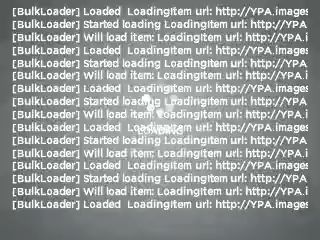 [BulkLoader] Loaded LoadingItem url: http://YPA.images
[BulkLoader] Started loading LoadingItem url: http://YPA
[BulkLoader] Will load item: LoadingItem url: http://YPA.i
[BulkLoader] Loaded LoadingItem url: http://YPA.images
[BulkLoader] Started loading LoadingItem url: http://YPA
[BulkLoader] Will load item: LoadingItem url: http://YPA.i
[BulkLoader] Loaded LoadingItem url: http://YPA.images
[BulkLoader] Started loading LoadingItem url: http://YPA
[BulkLoader] Will load item: LoadingItem url: http://YPA.i
[BulkLoader] Loaded LoadingItem url: http://YPA.images
LOADING
[BulkLoader] Started loading LoadingItem url: http://YPA
[BulkLoader] Will load item: LoadingItem url: http://YPA.i
[BulkLoader] Loaded LoadingItem url: http://YPA.images
[BulkLoader] Started loading LoadingItem url: http://YPA
[BulkLoader] Will load item: LoadingItem url: http://YPA.i
[BulkLoader] Loaded LoadingItem url: http://YPA.images